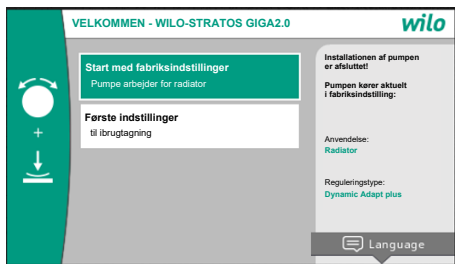 VELKOMMEN - WILO-STRATOS GIGA2.0
wilo
Start med fabriksindstillinger
Pumpe arbejder for radiator
Første indstillinger
til ibrugtagning
+
Installationen af pumpen
er afsluttet!
Pumpen kører aktuelt
i fabriksindstilling:
Anvendelse:
Radiator
Reguleringstype:
Dynamic Adapt plus
Language